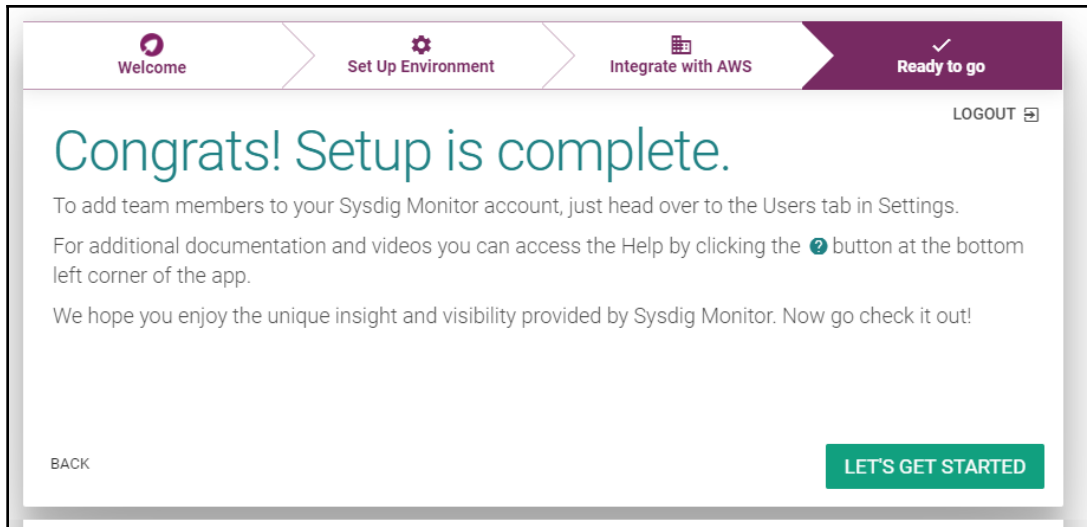 Welcome
Set Up Environment
Integrate with AWS
Ready to go
LOGOUT
Congrats! Setup is complete.
To add team members to your Sysdig Monitor account, just head over to the Users tab in Settings.
For additional documentation and videos you can access the Help by clicking the ? button at the bottom
left corner of the app.
We hope you enjoy the unique insight and visibility provided by Sysdig Monitor. Now go check it out!
BACK
LET'S GET STARTED